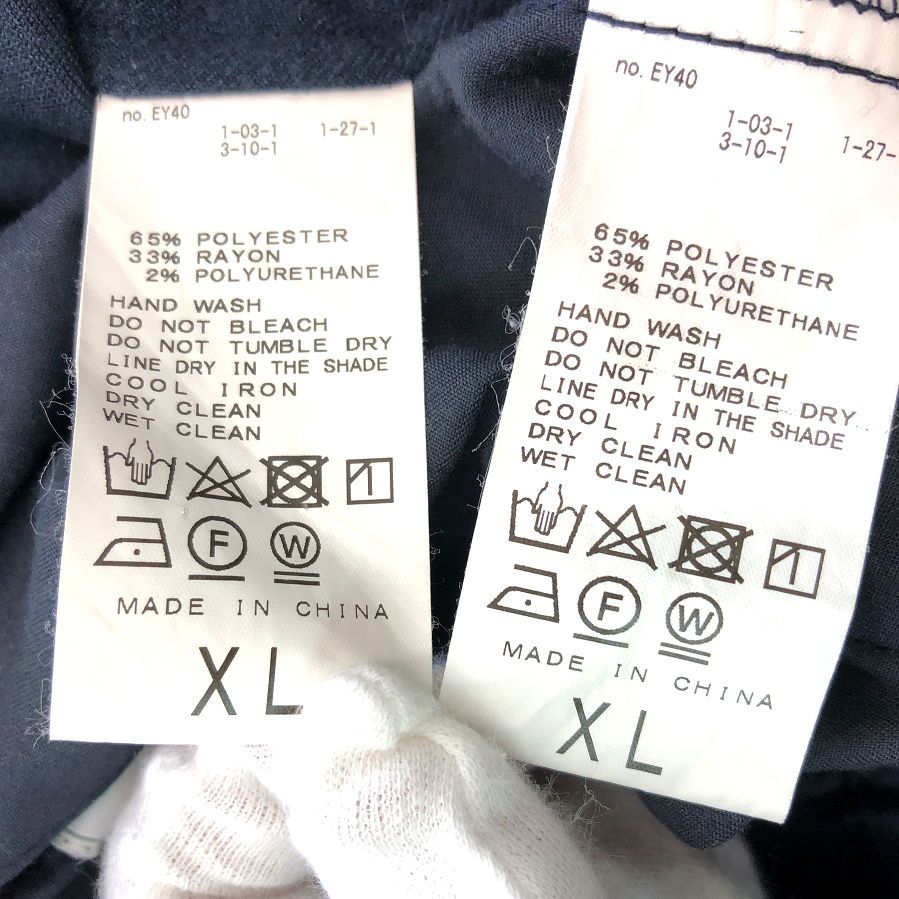 no. EY40
1-03-1 1-27-1
3-10-1
65% POLYESTER
33% RAYON
2% POLYURETHANE
HAND WASH
DO NOT BLEACH
DO NOT TUMBLE DRY
LINE DRY IN THE SHADE
COOL IRON
DRY CLEAN
WET CLEAN
F W
MADE IN CHINA
XL
no. EY40
1-03-1 1-27-
3-10-1
65% POLYESTER
33% RAYON
2% POLYURETHANE
HAND WASH
DO NOT BLEACH
DO NOT TUMBLE DRY
LINE DRY IN THE SHADE
COOL IRON
DRY CLEAN
WET CLEAN
F W
MADE IN CHINA
XL